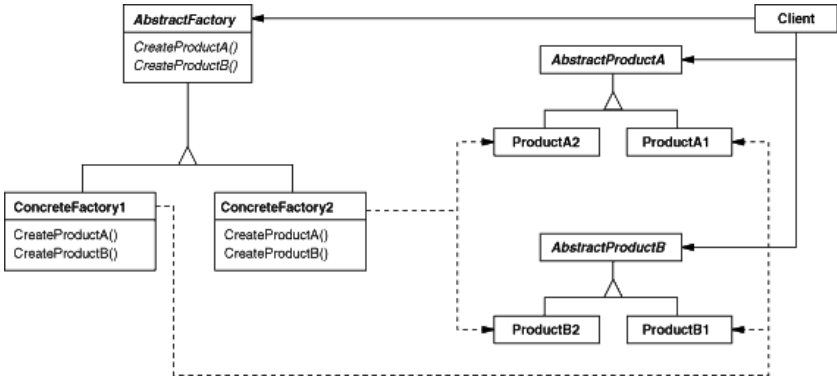 AbstractFactory
CreateProductA()
CreateProductB()
Client
AbstractProductA
ProductA2
ProductA1
ConcreteFactory1
CreateProductA()
CreateProductB()
ConcreteFactory2
CreateProductA()
CreateProductB()
AbstractProductB
ProductB2
ProductB1